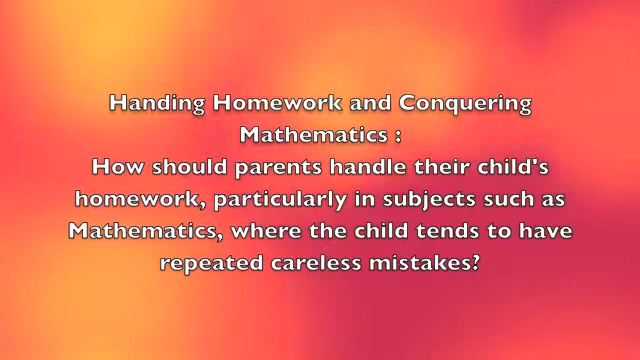 Handing Homework and Conquering
Mathematics :
How should parents handle their child's
homework, particularly in subjects such as
Mathematics, where the child tends to have
repeated careless mistakes?